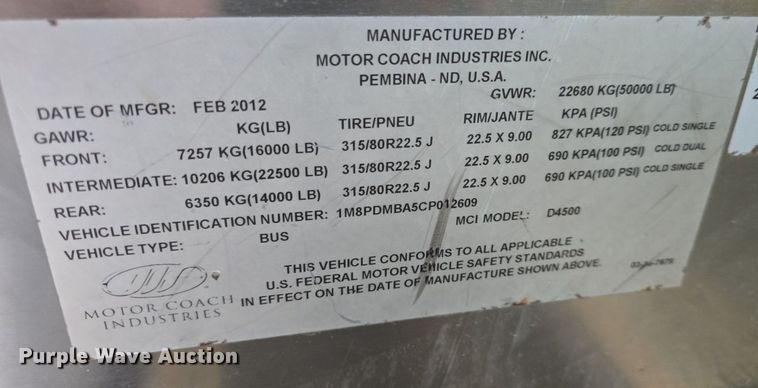 MANUFACTURED BY :
MOTOR COACH INDUSTRIES INC.
PEMBINA - ND, U.S.A.
DATE OF MFGR: FEB 2012 GVWR: 22680 KG(50000 LB)
GAWR: KG(LB) TIRE/PNEU RIM/JANTE KPA (PSI)
FRONT: 7257 KG(16000 LB) 315/80R22.5 J 22.5 X 9.00 827 KPA(120 PSI) COLD SINGLE
INTERMEDIATE: 10206 KG(22500 LB) 315/80R22.5 J 22.5 X 9.00 690 KPA(100 PSI) COLD DUAL
REAR: 6350 KG(14000 LB) 315/80R22.5 J 22.5 X 9.00 690 KPA(100 PSI) COLD SINGLE
VEHICLE IDENTIFICATION NUMBER: 1M8PDMBA5CP012609 MCI MODEL: D4500
VEHICLE TYPE: BUS
THIS VEHICLE CONFORMS TO ALL APPLICABLE
U.S. FEDERAL MOTOR VEHICLE SAFETY STANDARDS
IN EFFECT ON THE DATE OF MANUFACTURE SHOWN ABOVE.
MOTOR COACH
INDUSTRIES
Purple Wave Auction